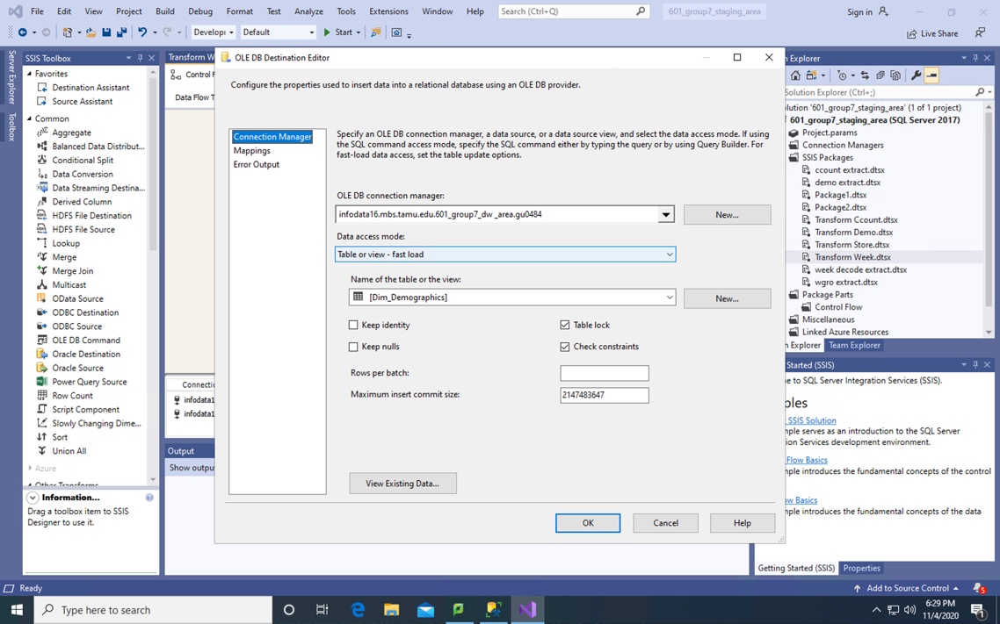 File Edit View Project Build Debug Format Test Analyze Tools Extensions Window Help Search (Ctrl+Q) 601_group7_staging_area Sign in
Developi Default Start Live Share
Server Explorer
Toolbox
SSIS Toolbox
Favorites
Destination Assistant
Source Assistant
Common
Aggregate
Balanced Data Distribut...
Conditional Split
Data Conversion
Data Streaming Destina...
Derived Column
HDFS File Destination
HDFS File Source
Lookup
Merge
Merge Join
Multicast
OData Source
ODBC Destination
ODBC Source
OLE DB Command
Oracle Destination
Oracle Source
Power Query Source
Row Count
Script Component
Slowly Changing Dime...
Sort
Union All
Azure
Other Transforms
Information...
Drag a toolbox item to SSIS
Designer to use it.
Transform W
Control F
Data Flow T
Connectio
infodata1
infodata1
Output
Show outpu
OLE DB Destination Editor
Configure the properties used to insert data into a relational database using an OLE DB provider.
Connection Manager
Mappings
Error Output
Specify an OLE DB connection manager, a data source, or a data source view, and select the data access mode. If using
the SQL command access mode, specify the SQL command either by typing the query or by using Query Builder. For
fast-load data access, set the table update options.
OLE DB connection manager:
infodata16.mbs.tamu.edu.601_group7_dw _area.gu0484 New...
Data access mode:
Table or view - fast load
Name of the table or the view:
[Dim_Demographics] New...
Keep identity Table lock
Keep nulls Check constraints
Rows per batch:
Maximum insert commit size: 2147483647
View Existing Data...
OK Cancel Help
n Explorer
Solution Explorer (Ctrl+;)
olution '601_group7_staging_area' (1 of 1 project)
601_group7_staging_area (SQL Server 2017)
Project.params
Connection Managers
SSIS Packages
ccount extract.dtsx
demo extract.dtsx
Package1.dtsx
Package2.dtsx
Transform Ccount.dtsx
Transform Demo.dtsx
Transform Store.dtsx
Transform Week.dtsx
week decode extract.dtsx
wgro extract.dtsx
Package Parts
Control Flow
Miscellaneous
Linked Azure Resources
n Explorer Team Explorer
Started (SSIS)
ne to SQL Server Integration Services (SSIS).
ples
SSIS Solution
mple serves as an introduction to the SQL Server
tion Services development environment.
Flow Basics
mple introduces the fundamental concepts of the control
ow Basics
mple introduces the fundamental concepts of the data
Getting Started (SSIS) Properties
Ready Add to Source Control 5
Type here to search 6:29 PM
11/4/2020 1